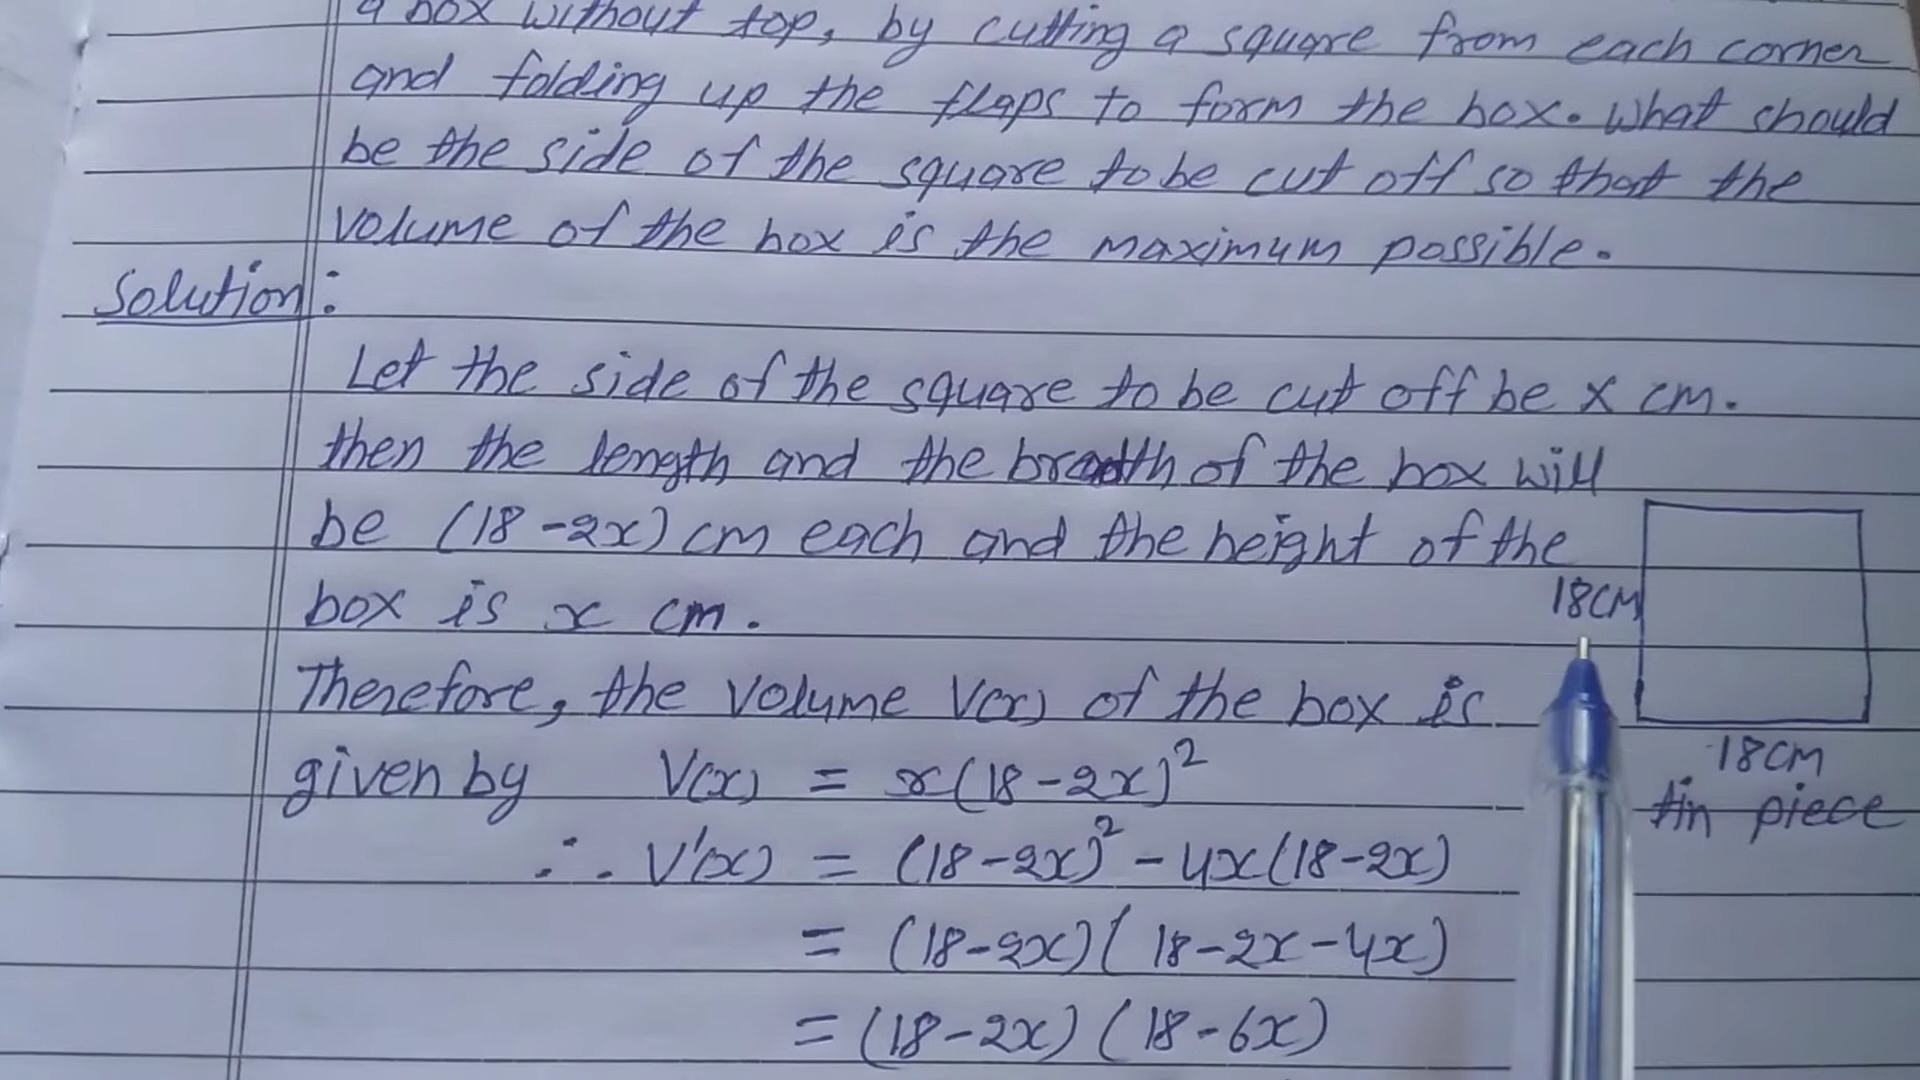 a box without top, by cutting a square from each corner
and folding up the flaps to form the box. What should
be the side of the square to be cut off so that the
volume of the box is the maximum possible.
Solution:
Let the side of the square to be cut off be x cm.
then the length and the breadth of the box will
be (18-2x) cm each and the height of the
box is x cm.
18CM
Therefore, the volume V(x) of the box is
18CM
tin piece
given by V(x) = x(18-2x)²
∴ V'(x) = (18-2x)² - 4x(18-2x)
= (18-2x)(18-2x-4x)
= (18-2x)(18-6x)